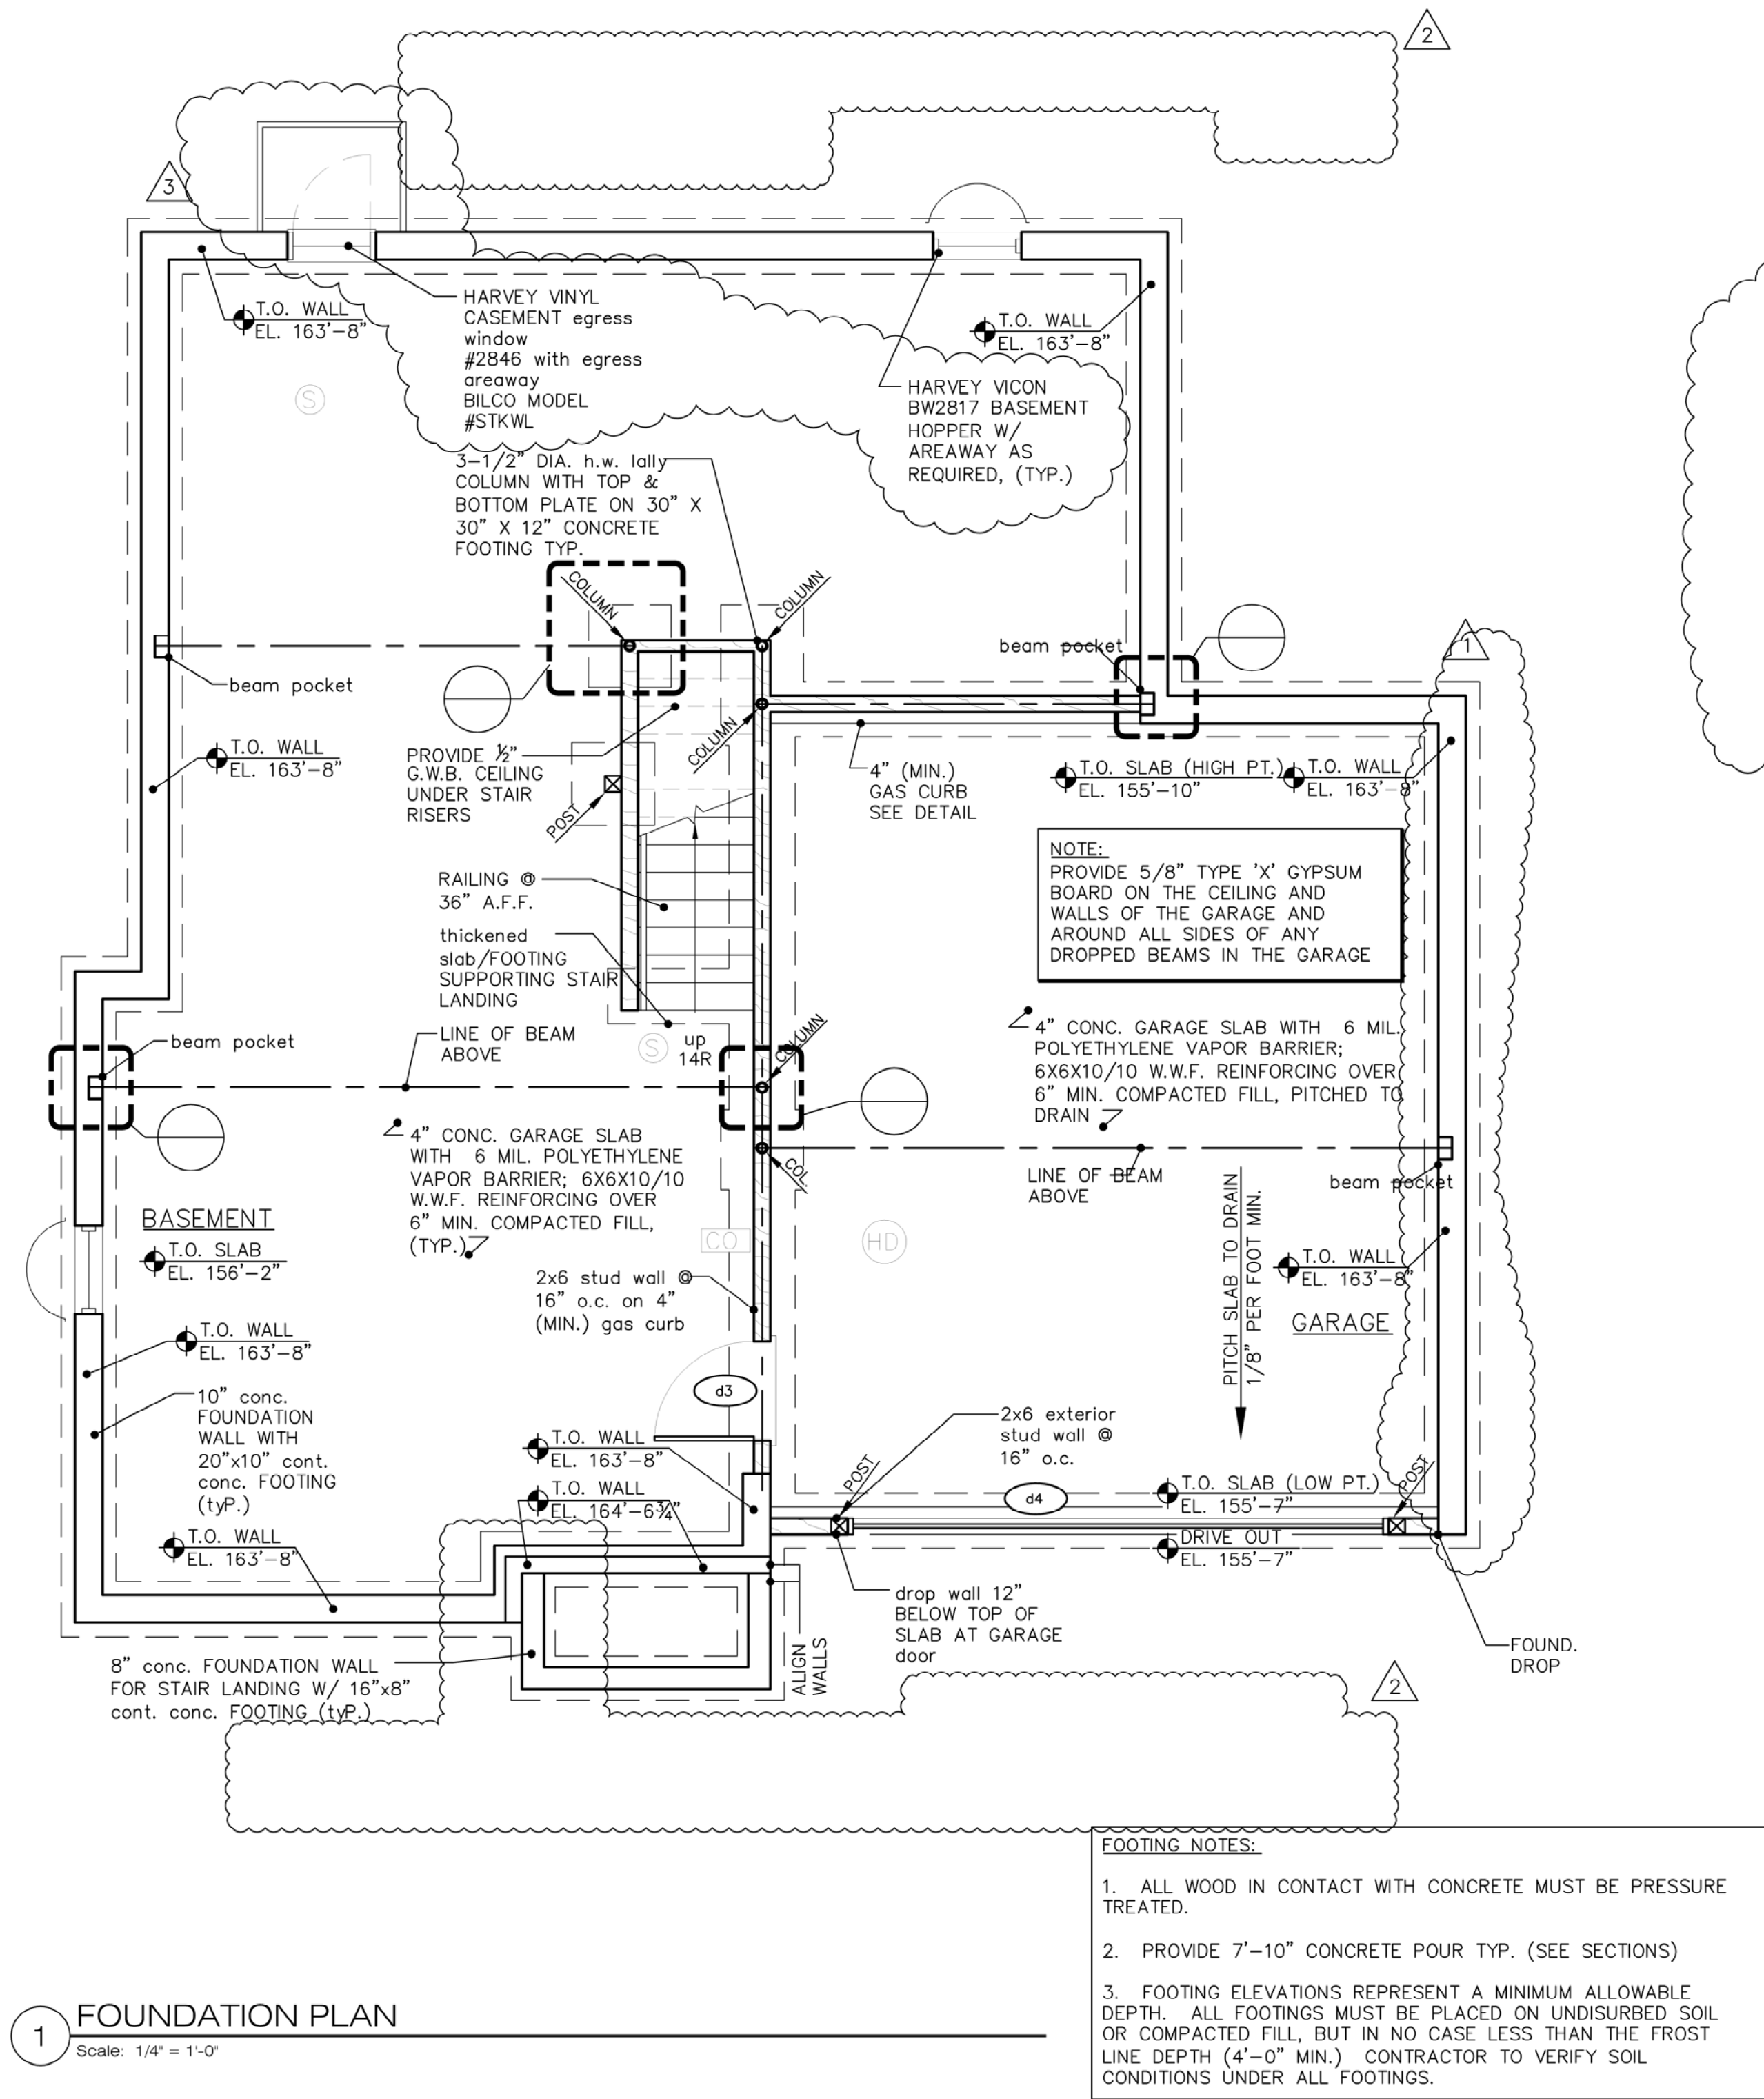 2
3
HARVEY VINYL
CASEMENT egress
window
#2846 with egress
areaway
BILCO MODEL
#STKWL
T.O. WALL
EL. 163'-8"
T.O. WALL
EL. 163'-8"
S
HARVEY VICON
BW2817 BASEMENT
HOPPER W/
AREAWAY AS
REQUIRED, (TYP.)
3-1/2" DIA. h.w. lally
COLUMN WITH TOP &
BOTTOM PLATE ON 30" X
30" X 12" CONCRETE
FOOTING TYP.
COLUMN
COLUMN
beam pocket
1
beam pocket
COLUMN
T.O. WALL
EL. 163'-8"
PROVIDE ½"
G.W.B. CEILING
UNDER STAIR
RISERS
POST
4" (MIN.)
GAS CURB
SEE DETAIL
T.O. SLAB (HIGH PT.)
EL. 155'-10"
T.O. WALL
EL. 163'-8"
NOTE:
PROVIDE 5/8" TYPE 'X' GYPSUM
BOARD ON THE CEILING AND
WALLS OF THE GARAGE AND
AROUND ALL SIDES OF ANY
DROPPED BEAMS IN THE GARAGE
RAILING @
36" A.F.F.
thickened
slab/FOOTING
SUPPORTING STAIR
LANDING
beam pocket
LINE OF BEAM
ABOVE
S
up
14R
COLUMN
4" CONC. GARAGE SLAB WITH 6 MIL.
POLYETHYLENE VAPOR BARRIER;
6X6X10/10 W.W.F. REINFORCING OVER
6" MIN. COMPACTED FILL, PITCHED TO
DRAIN
4" CONC. GARAGE SLAB
WITH 6 MIL. POLYETHYLENE
VAPOR BARRIER; 6X6X10/10
W.W.F. REINFORCING OVER
6" MIN. COMPACTED FILL,
(TYP.)
COL.
LINE OF BEAM
ABOVE
beam pocket
PITCH SLAB TO DRAIN
1/8" PER FOOT MIN.
BASEMENT
T.O. SLAB
EL. 156'-2"
CO
HD
T.O. WALL
EL. 163'-8"
GARAGE
2x6 stud wall @
16" o.c. on 4"
(MIN.) gas curb
T.O. WALL
EL. 163'-8"
d3
10" conc.
FOUNDATION
WALL WITH
20"x10" cont.
conc. FOOTING
(tyP.)
2x6 exterior
stud wall @
16" o.c.
T.O. WALL
EL. 163'-8"
T.O. WALL
EL. 164'-6¾"
POST
d4
T.O. SLAB (LOW PT.)
EL. 155'-7"
POST
T.O. WALL
EL. 163'-8"
DRIVE OUT
EL. 155'-7"
drop wall 12"
BELOW TOP OF
SLAB AT GARAGE
door
ALIGN
WALLS
FOUND.
DROP
8" conc. FOUNDATION WALL
FOR STAIR LANDING W/ 16"x8"
cont. conc. FOOTING (tyP.)
2
FOOTING NOTES:
1. ALL WOOD IN CONTACT WITH CONCRETE MUST BE PRESSURE
TREATED.
2. PROVIDE 7'-10" CONCRETE POUR TYP. (SEE SECTIONS)
3. FOOTING ELEVATIONS REPRESENT A MINIMUM ALLOWABLE
DEPTH. ALL FOOTINGS MUST BE PLACED ON UNDISURBED SOIL
OR COMPACTED FILL, BUT IN NO CASE LESS THAN THE FROST
LINE DEPTH (4'-0" MIN.) CONTRACTOR TO VERIFY SOIL
CONDITIONS UNDER ALL FOOTINGS.
1
FOUNDATION PLAN
Scale: 1/4" = 1'-0"